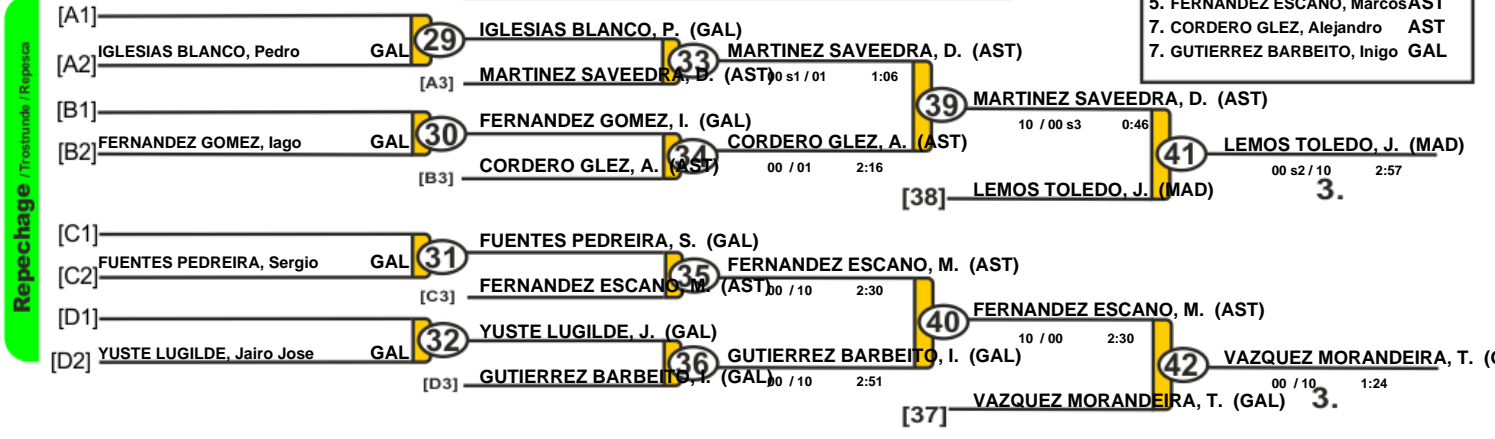 5. FERNANDEZ ESCANO, Marcos AST
7. CORDERO GLEZ, Alejandro AST
7. GUTIERREZ BARBEITO, Inigo GAL
Repechage / Trostrunde / Repesca
[A1]
IGLESIAS BLANCO, Pedro GAL
[A2]
29
IGLESIAS BLANCO, P. (GAL)
[A3] MARTINEZ SAVEEDRA, D. (AST)
33
MARTINEZ SAVEEDRA, D. (AST)
00 s1 / 01 1:06
[B1]
FERNANDEZ GOMEZ, Iago GAL
[B2]
30
FERNANDEZ GOMEZ, I. (GAL)
[B3] CORDERO GLEZ, A. (AST)
34
CORDERO GLEZ, A. (AST)
00 / 01 2:16
39
MARTINEZ SAVEEDRA, D. (AST)
10 / 00 s3 0:46
[38] LEMOS TOLEDO, J. (MAD)
41
LEMOS TOLEDO, J. (MAD)
00 s2 / 10 2:57
3.
[C1]
FUENTES PEDREIRA, Sergio GAL
[C2]
31
FUENTES PEDREIRA, S. (GAL)
[C3] FERNANDEZ ESCANO, M. (AST)
35
FERNANDEZ ESCANO, M. (AST)
00 / 10 2:30
[D1]
YUSTE LUGILDE, Jairo Jose GAL
[D2]
32
YUSTE LUGILDE, J. (GAL)
[D3] GUTIERREZ BARBEITO, I. (GAL)
36
GUTIERREZ BARBEITO, I. (GAL)
00 / 10 2:51
40
FERNANDEZ ESCANO, M. (AST)
10 / 00 2:30
[37] VAZQUEZ MORANDEIRA, T. (GAL)
42
VAZQUEZ MORANDEIRA, T. (
00 / 10 1:24
3.